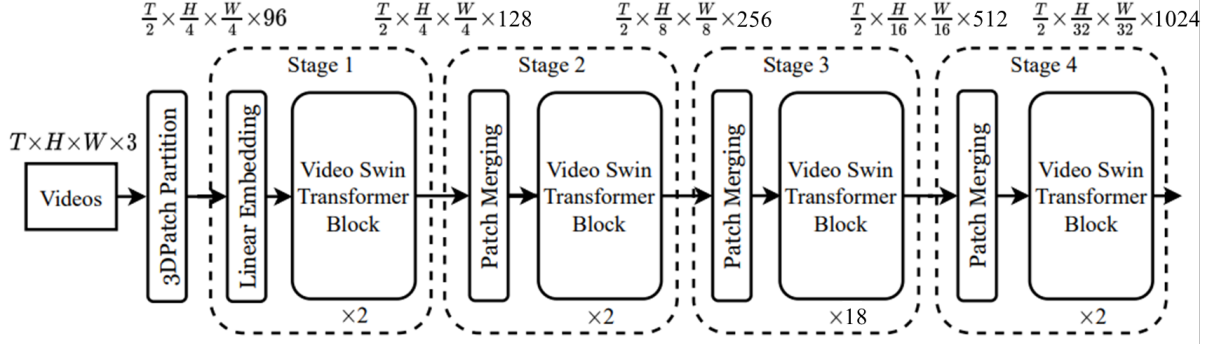 T/2×H/4×W/4×96
T/2×H/4×W/4×128
T/2×H/8×W/8×256
T/2×H/16×W/16×512
T/2×H/32×W/32×1024
Stage 1
Stage 2
Stage 3
Stage 4
T×H×W×3
Videos
3DPatch Partition
Linear Embedding
Video Swin
Transformer
Block
×2
Patch Merging
Video Swin
Transformer
Block
×2
Patch Merging
Video Swin
Transformer
Block
×18
Patch Merging
Video Swin
Transformer
Block
×2